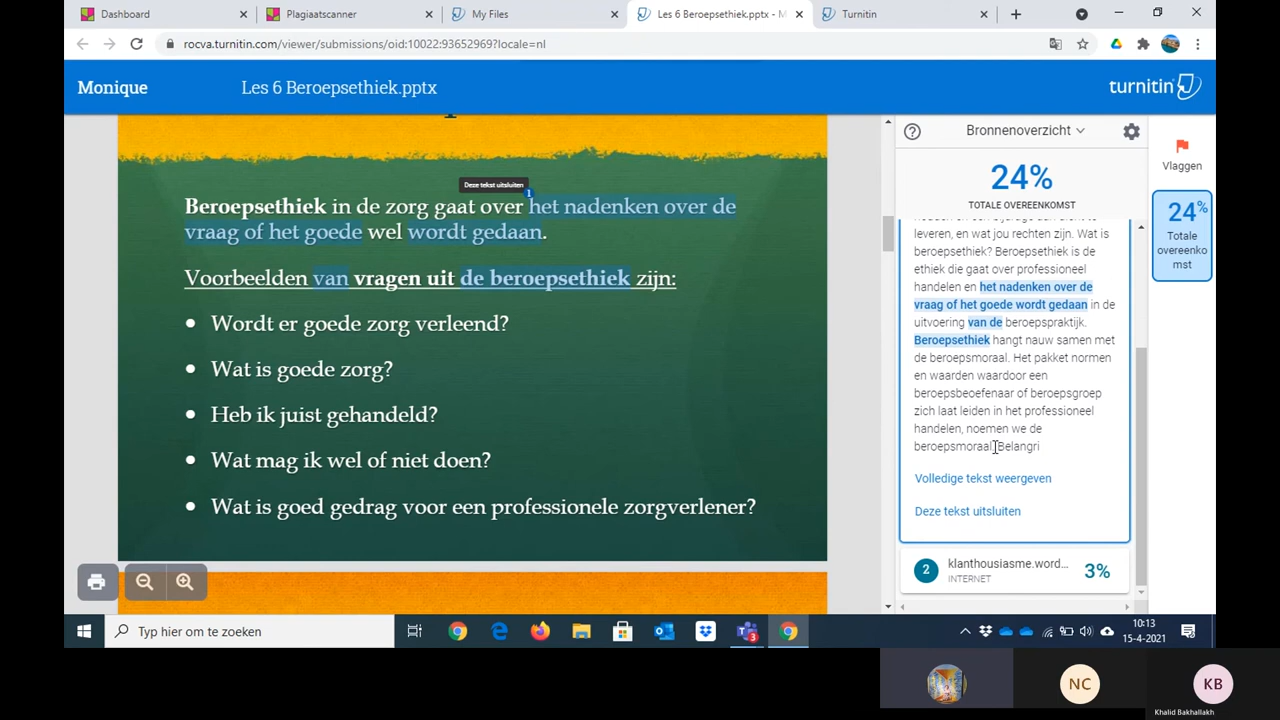 Dashboard
Plagiaatscanner
My Files
Les 6 Beroepsethiek.pptx - M
Turnitin
rocva.turnitin.com/viewer/submissions/oid:10022:93652969?locale=nl
Monique
Les 6 Beroepsethiek.pptx
turnitin
Deze tekst uitsluiten
1
Beroepsethiek in de zorg gaat over het nadenken over de
vraag of het goede wel wordt gedaan.
Voorbeelden van vragen uit de beroepsethiek zijn:
• Wordt er goede zorg verleend?
• Wat is goede zorg?
• Heb ik juist gehandeld?
• Wat mag ik wel of niet doen?
• Wat is goed gedrag voor een professionele zorgverlener?
Bronnenoverzicht
24%
TOTALE OVEREENKOMST
leveren, en wat jou rechten zijn. Wat is
beroepsethiek? Beroepsethiek is de
ethiek die gaat over professioneel
handelen en het nadenken over de
vraag of het goede wordt gedaan in de
uitvoering van de beroepspraktijk.
Beroepsethiek hangt nauw samen met
de beroepsmoraal. Het pakket normen
en waarden waardoor een
beroepsbeoefenaar of beroepsgroep
zich laat leiden in het professioneel
handelen, noemen we de
beroepsmoraal. Belangri
Volledige tekst weergeven
Deze tekst uitsluiten
2
klanthousiasme.word...
INTERNET
3%
Vlaggen
24%
Totale
overeenko
mst
Typ hier om te zoeken
3
10:13
15-4-2021
NC
KB
Khalid Bakhallakh